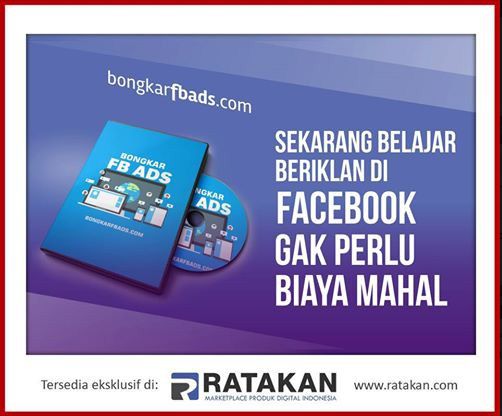 bongkarfbads.com
SEKARANG BELAJAR
BERIKLAN DI
FACEBOOK
GAK PERLU
BIAYA MAHAL
BONGKAR
FB ADS
BONGKARFBADS.COM
ADS
Tersedia eksklusif di:
RATAKAN
MARKETPLACE PRODUK DIGITAL INDONESIA
www.ratakan.com